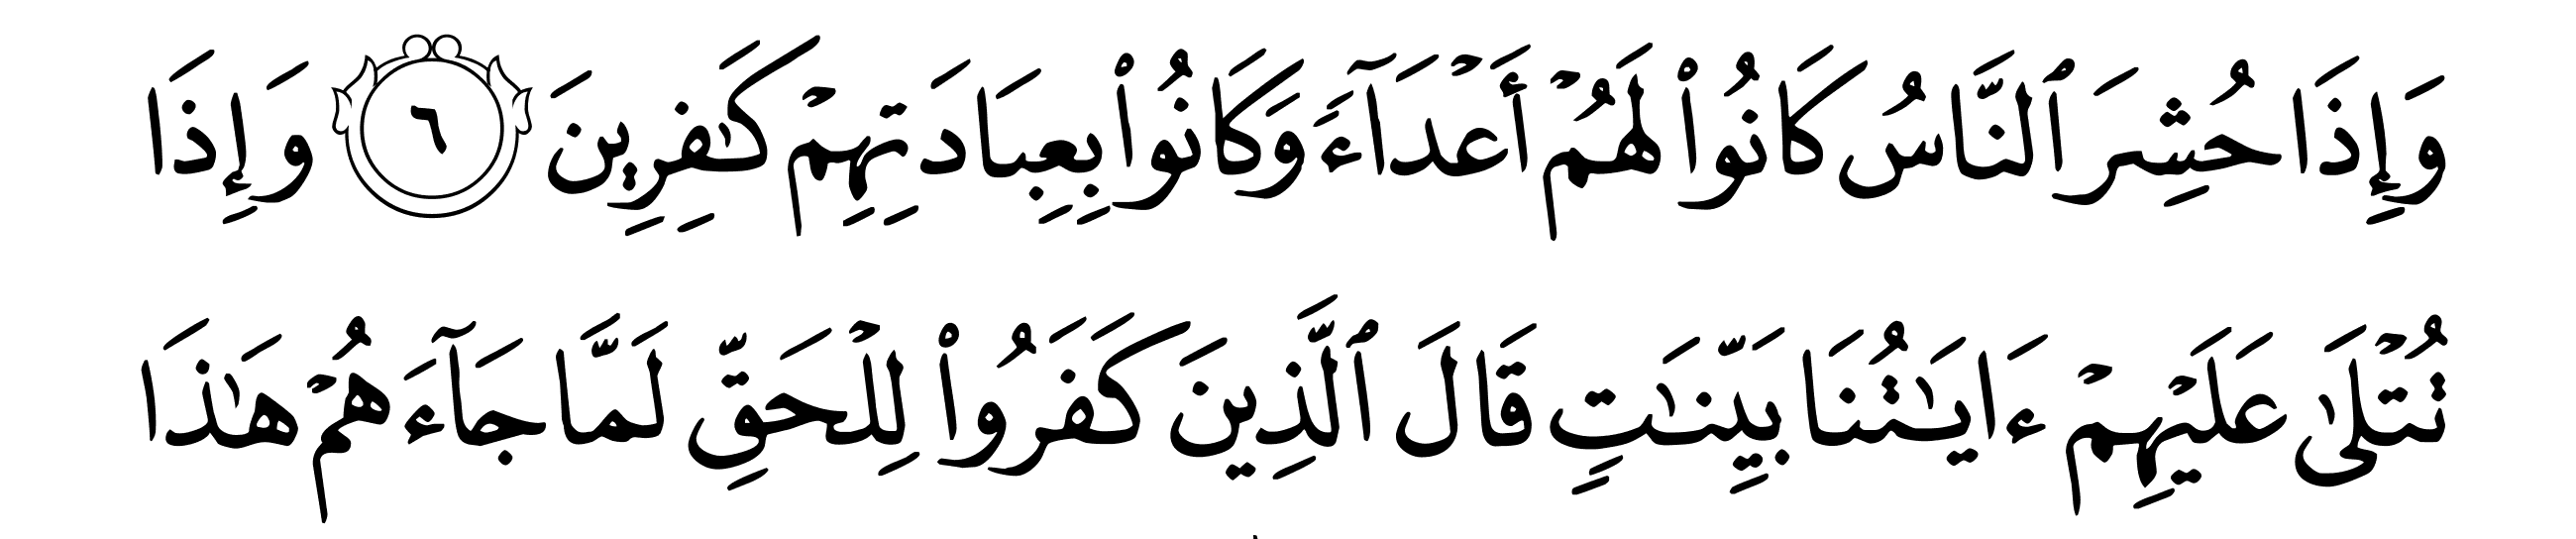 وَإِذَا حُشِرَ ٱلنَّاسُ كَانُوا۟ لَهُمْ أَعْدَآءً وَكَانُوا۟ بِعِبَادَتِهِمْ كَـٰفِرِينَ ٦ وَإِذَا
تُتْلَىٰ عَلَيْهِمْ ءَايَـٰتُنَا بَيِّنَـٰتٍ قَالَ ٱلَّذِينَ كَفَرُوا۟ لِلْحَقِّ لَمَّا جَآءَهُمْ هَـٰذَا